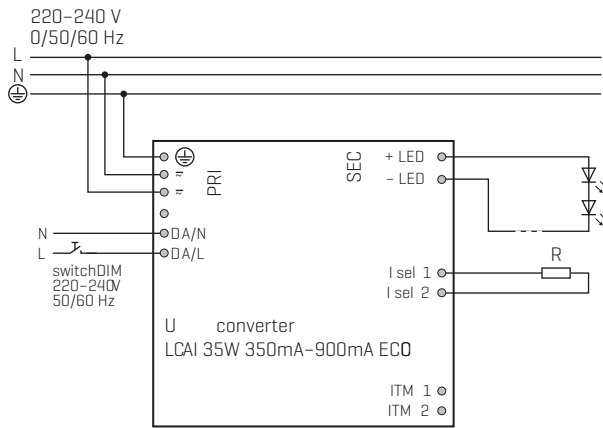 220–240 V
0/50/60 Hz
L
N
PRI
SEC
+ LED
– LED
N
DA/N
L
DA/L
switchDIM
220–240V
50/60 Hz
I sel 1
I sel 2
R
U converter
LCAI 35W 350mA–900mA ECO
ITM 1
ITM 2